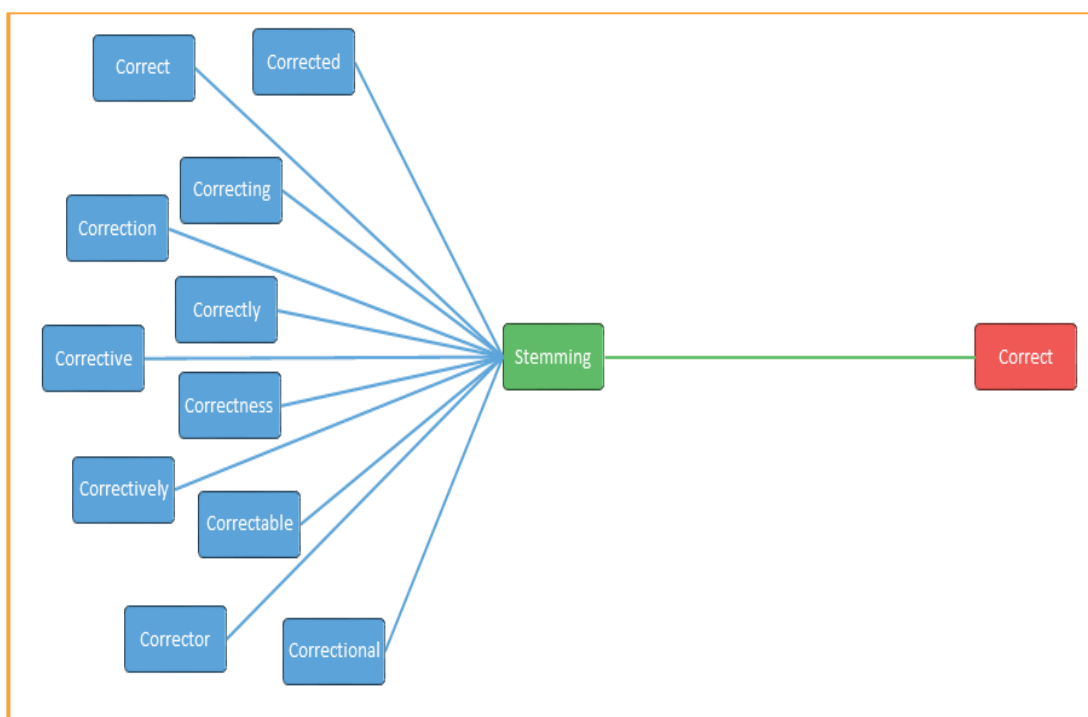 Correct
Corrected
Correcting
Correction
Correctly
Corrective
Correctness
Correctively
Correctable
Corrector
Correctional
Stemming
Correct